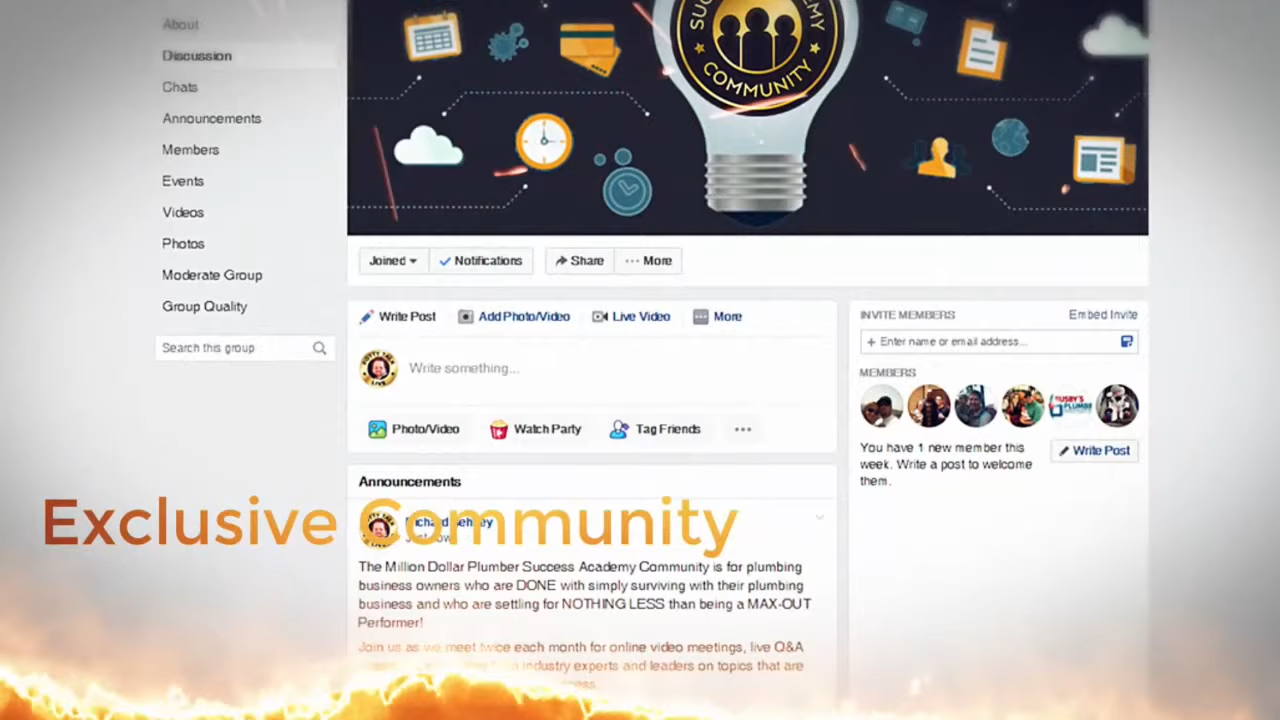 About
Discussion
Chats
Announcements
Members
Events
Videos
Photos
Moderate Group
Group Quality
Search this group
COMMUNITY
Joined
Notifications
Share
More
Write Post
Add Photo/Video
Live Video
More
Write something...
Photo/Video
Watch Party
Tag Friends
INVITE MEMBERS
Embed Invite
+ Enter name or email address...
MEMBERS
You have 1 new member this
week. Write a post to welcome
them.
Write Post
Announcements
Exclusive Community
The Million Dollar Plumber Success Academy Community is for plumbing
business owners who are DONE with simply surviving with their plumbing
business and who are settling for NOTHING LESS than being a MAX-OUT
Performer!
Join us as we meet twice each month for online video meetings, live Q&A
industry experts and leaders on topics that are